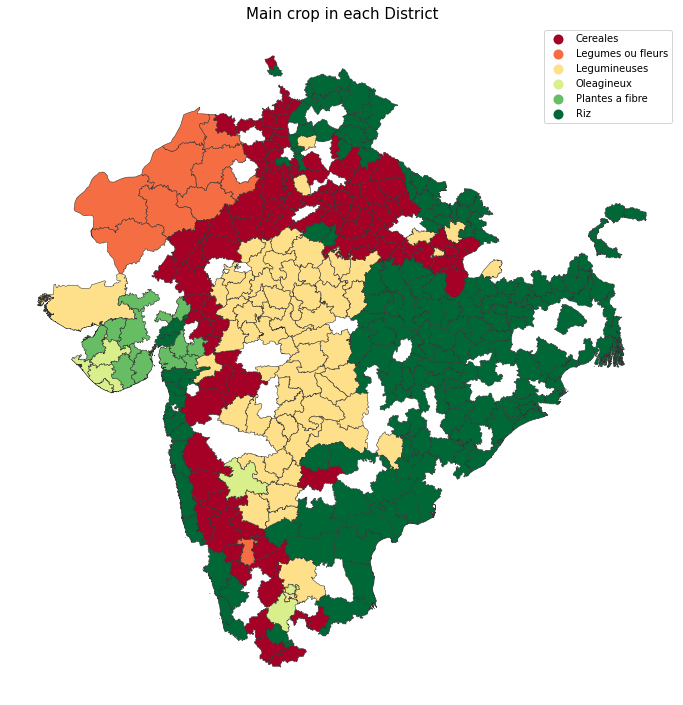 Main crop in each District
Cereales
Legumes ou fleurs
Legumineuses
Oleagineux
Plantes a fibre
Riz